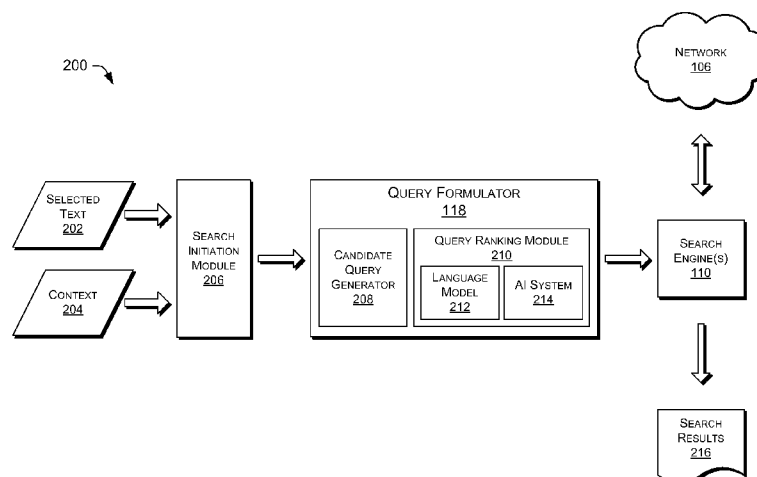 NETWORK
106
200
SELECTED
TEXT
202
CONTEXT
204
SEARCH
INITIATION
MODULE
206
QUERY FORMULATOR
118
CANDIDATE
QUERY
GENERATOR
208
QUERY RANKING MODULE
210
LANGUAGE
MODEL
212
AI SYSTEM
214
SEARCH
ENGINE(S)
110
SEARCH
RESULTS
216